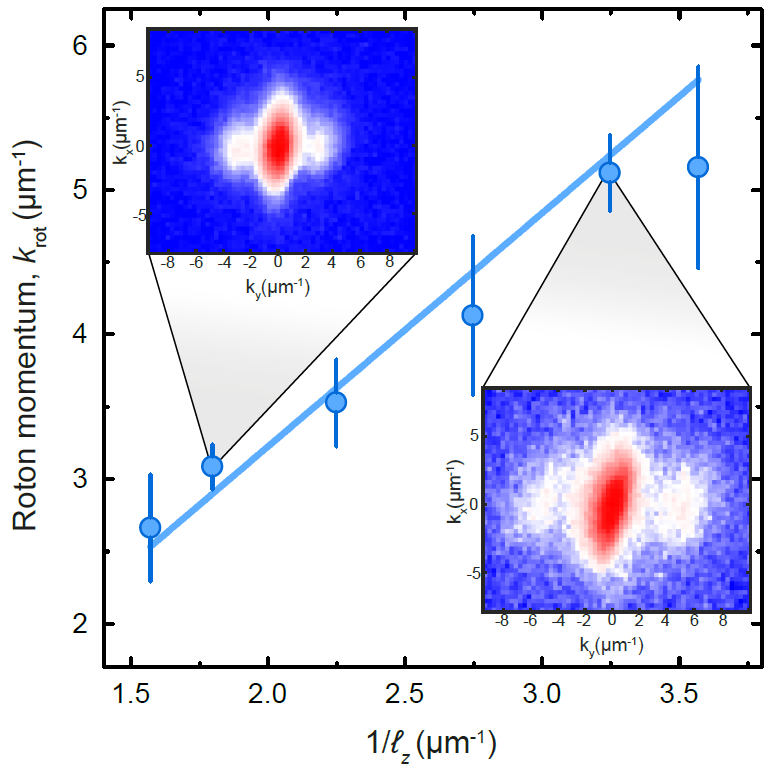 Roton momentum, k_rot (µm⁻¹)
6
5
4
3
2
1.5
2.0
2.5
3.0
3.5
1/ℓ_z (µm⁻¹)
k_x(µm⁻¹)
5
0
-5
-8 -6 -4 -2 0 2 4 6 8
k_y(µm⁻¹)
k_x(µm⁻¹)
5
0
-5
-8 -6 -4 -2 0 2 4 6 8
k_y(µm⁻¹)